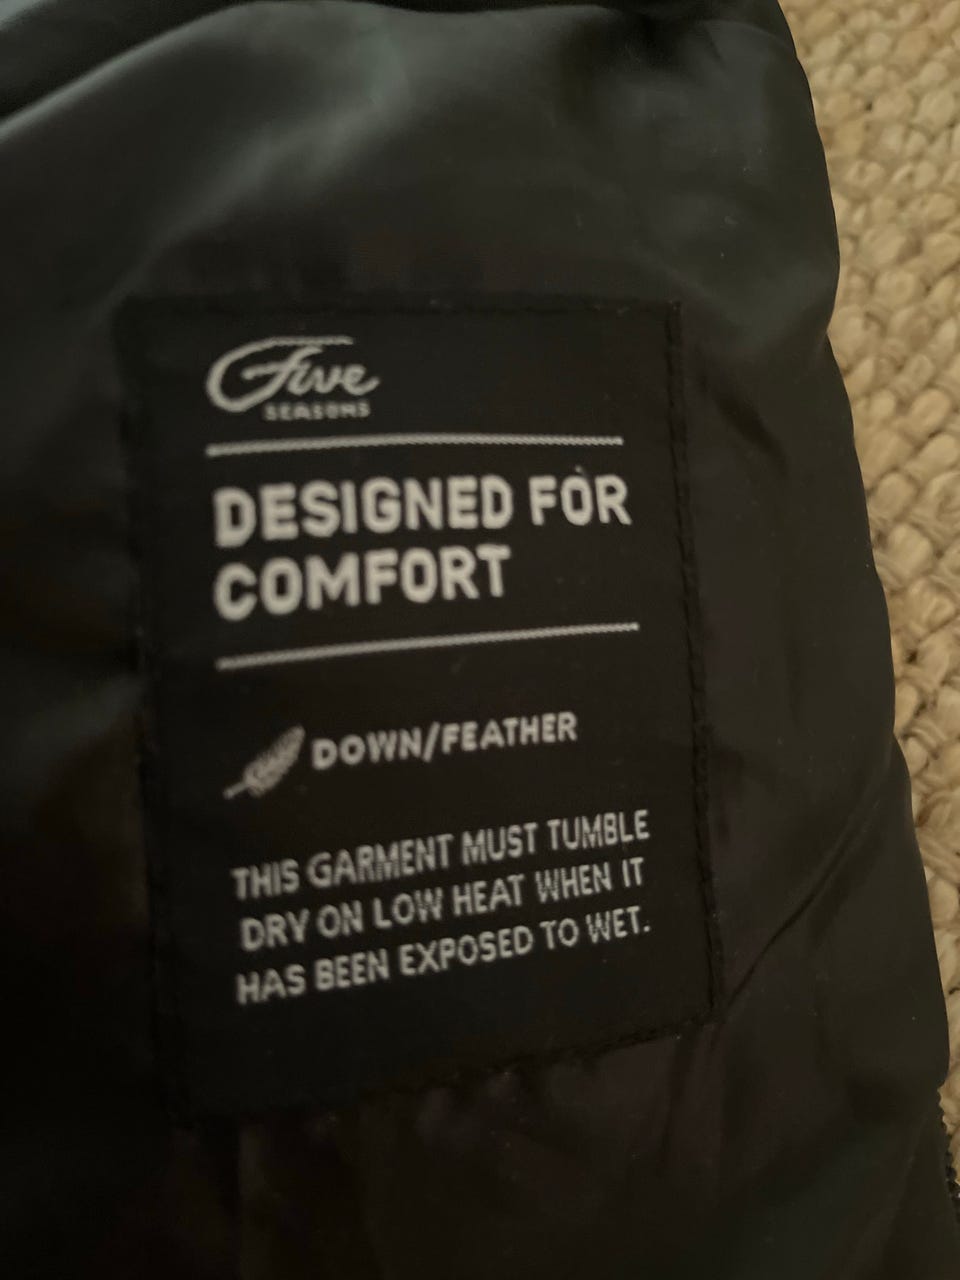 Five
SEASONS
DESIGNED FOR
COMFORT
DOWN/FEATHER
THIS GARMENT MUST TUMBLE
DRY ON LOW HEAT WHEN IT
HAS BEEN EXPOSED TO WET.